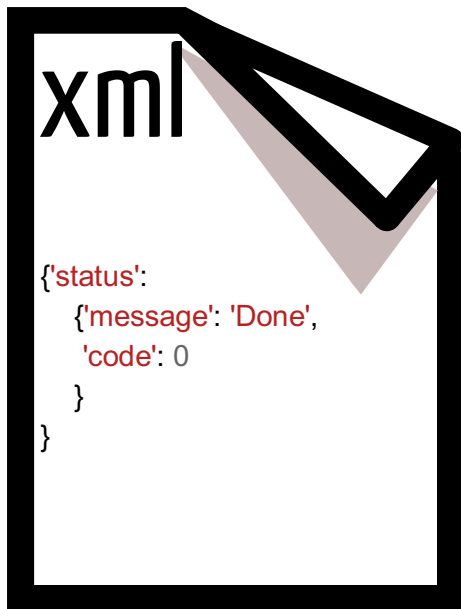 xml
{'status':
{'message': 'Done',
'code': 0
}
}